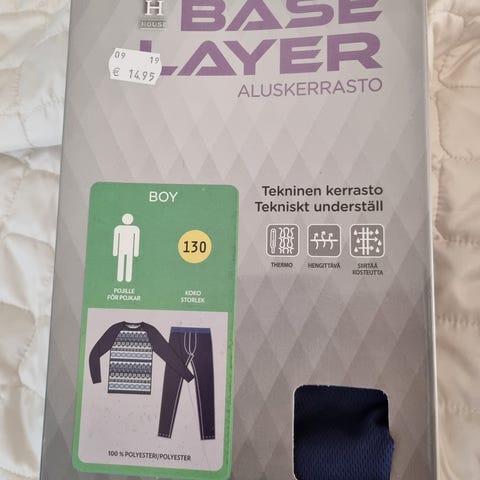 H
HOUSE
BASE
LAYER
ALUSKERRASTO
09 19
€ 14.95
BOY
130
POJILLE
FÖR POJKAR
KOKO
STORLEK
Tekninen kerrasto
Tekniskt underställ
THERMO
HENGITTÄVÄ
SIIRTÄÄ
KOSTEUTTA
100 % POLYESTERI/POLYESTER